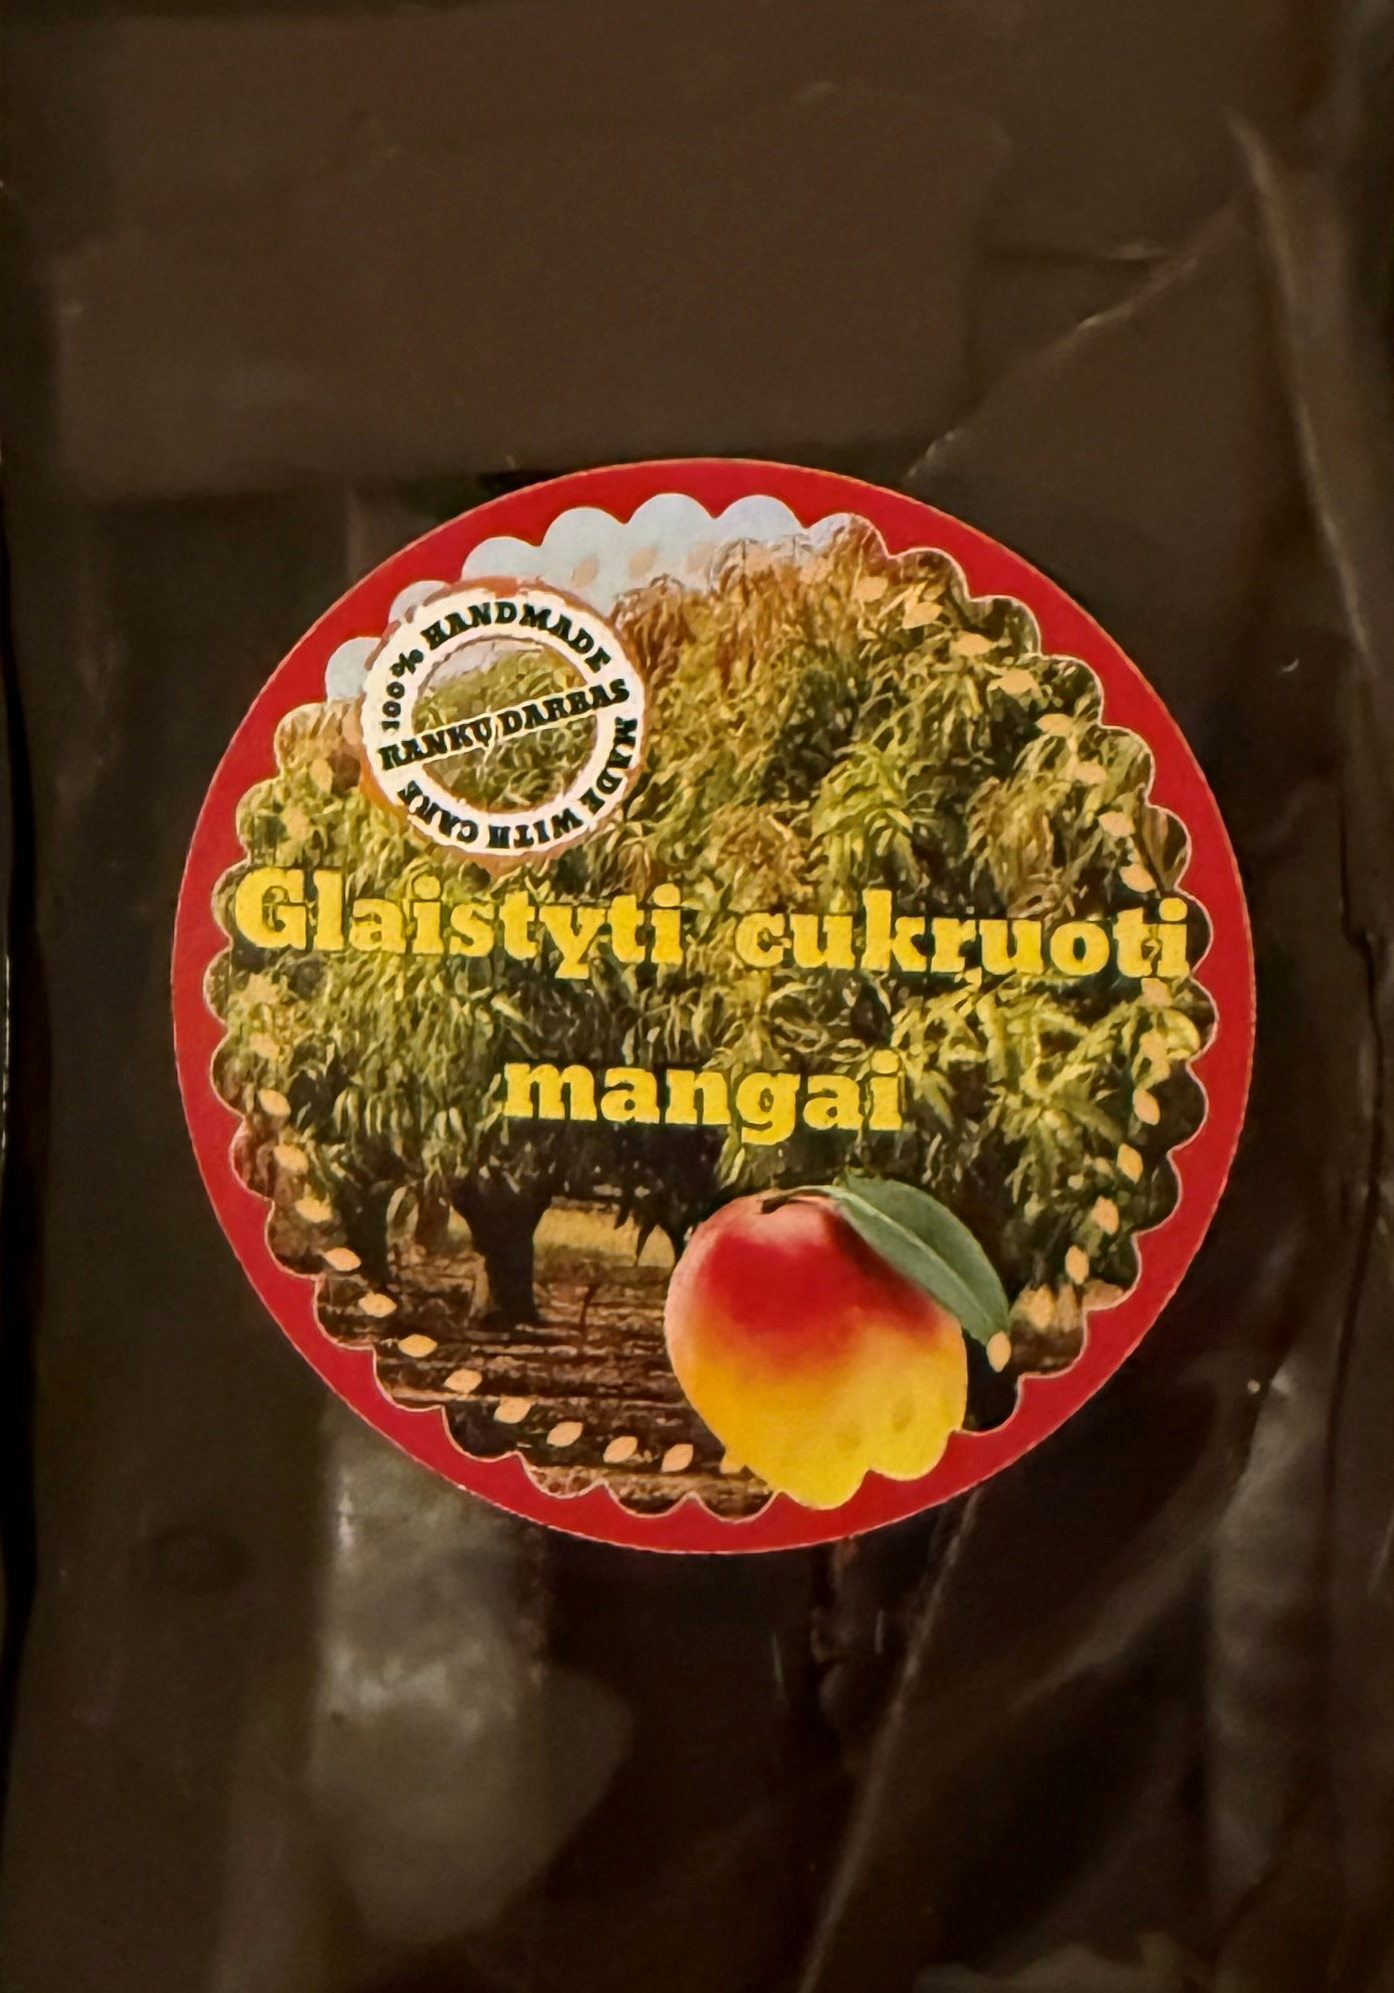 100% HANDMADE MADE WITH CARE
RANKŲ DARBAS
Glaistyti cukruoti
mangai